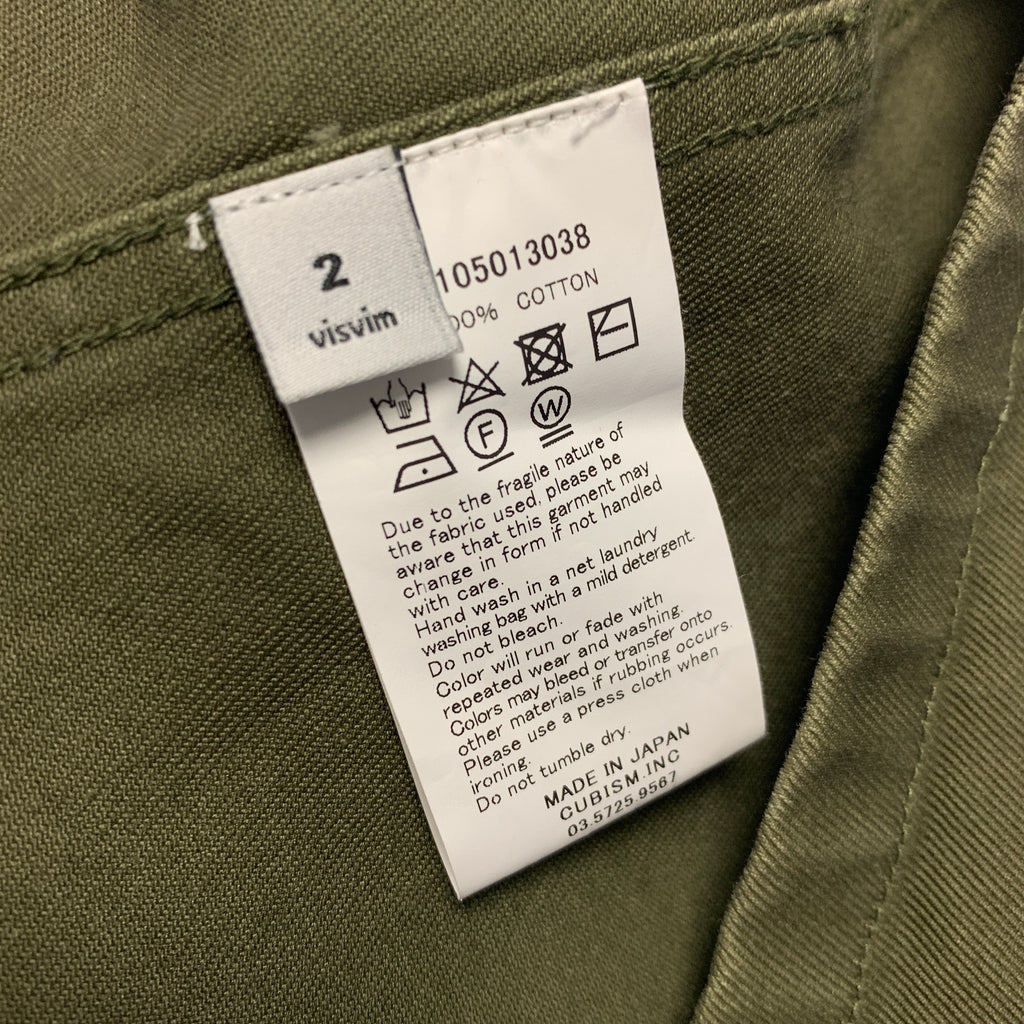 2
visvim
105013038
00% COTTON
F
W
Due to the fragile nature of
the fabric used, please be
aware that this garment may
change in form if not handled
with care.
Hand wash in a net laundry
washing bag with a mild detergent.
Do not bleach.
Color will run or fade with
repeated wear and washing.
Colors may bleed or transfer onto
other materials if rubbing occurs.
Please use a press cloth when
ironing.
Do not tumble dry.
MADE IN JAPAN
CUBISM.INC
03.5725.9567